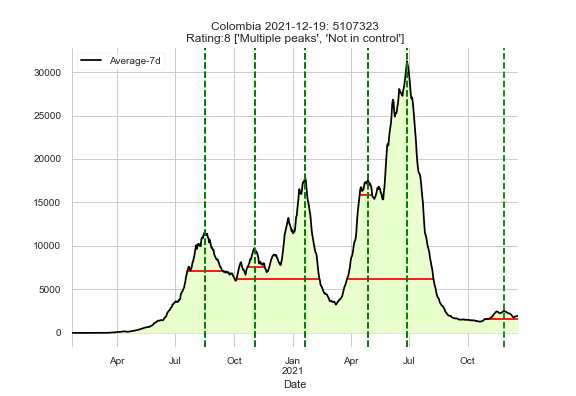 Colombia 2021-12-19: 5107323
Rating:8 ['Multiple peaks', 'Not in control']
Average-7d
30000
25000
20000
15000
10000
5000
0
Apr Jul Oct Jan Apr Jul Oct
2021
Date